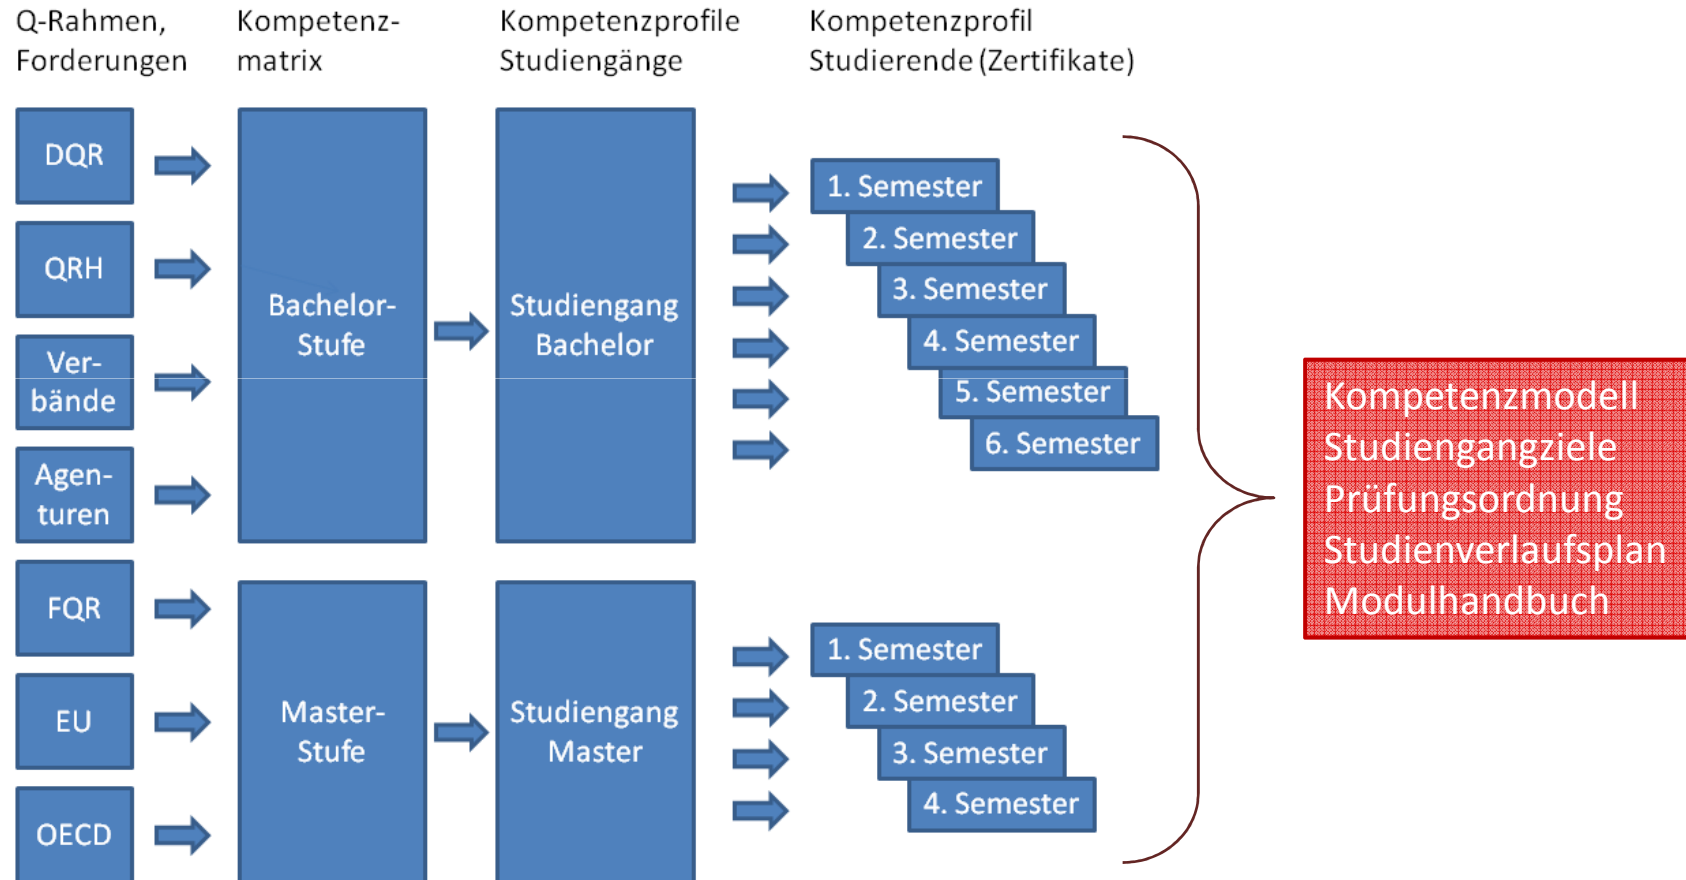 Q-Rahmen,
Forderungen
Kompetenz-
matrix
Kompetenzprofile
Studiengänge
Kompetenzprofil
Studierende (Zertifikate)
DQR
QRH
Ver-
bände
Agen-
turen
FQR
EU
OECD
Bachelor-
Stufe
Master-
Stufe
Studiengang
Bachelor
Studiengang
Master
1. Semester
2. Semester
3. Semester
4. Semester
5. Semester
6. Semester
1. Semester
2. Semester
3. Semester
4. Semester
Kompetenzmodell
Studiengangziele
Prüfungsordnung
Studienverlaufsplan
Modulhandbuch